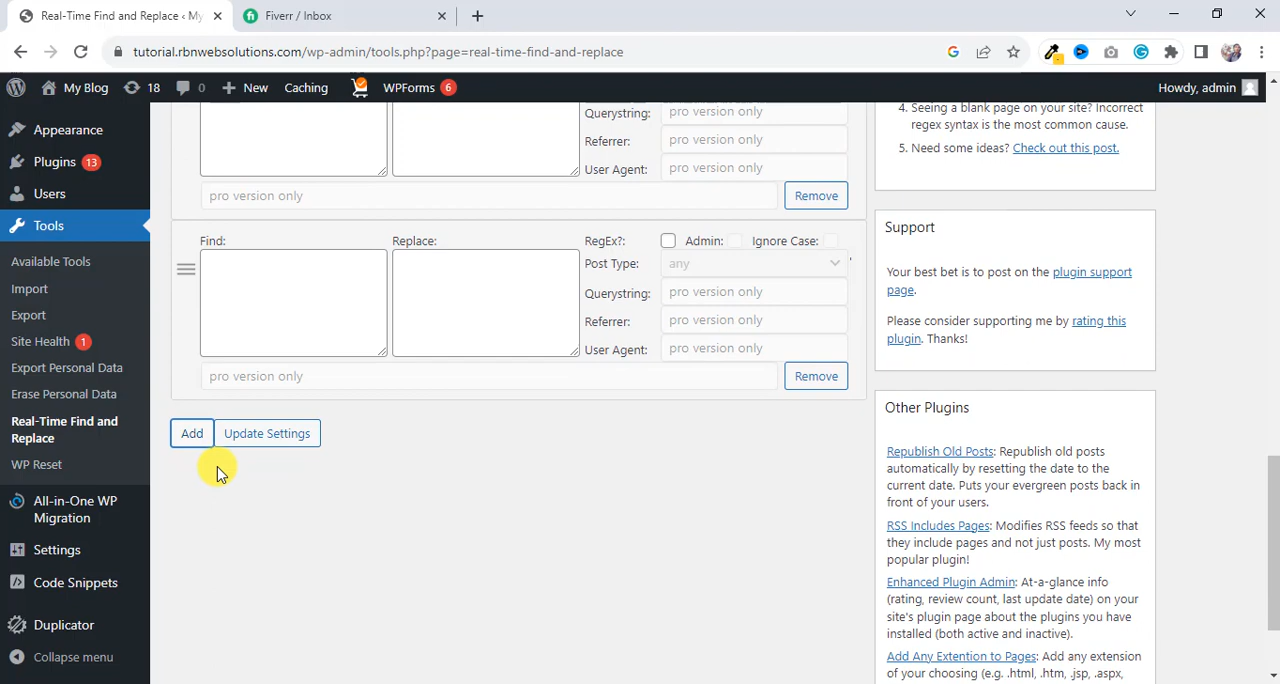 Real-Time Find and Replace ‹ My
Fiverr / Inbox
tutorial.rbnwebsolutions.com/wp-admin/tools.php?page=real-time-find-and-replace
My Blog 18 0 New Caching WPForms 6 Howdy, admin
Appearance
Plugins 13
Users
Tools
Available Tools
Import
Export
Site Health 1
Export Personal Data
Erase Personal Data
Real-Time Find and
Replace
WP Reset
All-in-One WP
Migration
Settings
Code Snippets
Duplicator
Collapse menu
Querystring: pro version only
Referrer: pro version only
User Agent: pro version only
pro version only Remove
Find: Replace: RegEx?: Admin: Ignore Case:
Post Type: any '
Querystring: pro version only
Referrer: pro version only
User Agent: pro version only
pro version only Remove
Add Update Settings
4. Seeing a blank page on your site? Incorrect
regex syntax is the most common cause.
5. Need some ideas? Check out this post.
Support
Your best bet is to post on the plugin support
page.
Please consider supporting me by rating this
plugin. Thanks!
Other Plugins
Republish Old Posts: Republish old posts
automatically by resetting the date to the
current date. Puts your evergreen posts back in
front of your users.
RSS Includes Pages: Modifies RSS feeds so that
they include pages and not just posts. My most
popular plugin!
Enhanced Plugin Admin: At-a-glance info
(rating, review count, last update date) on your
site's plugin page about the plugins you have
installed (both active and inactive).
Add Any Extention to Pages: Add any extension
of your choosing (e.g. .html, .htm, .jsp, .aspx,